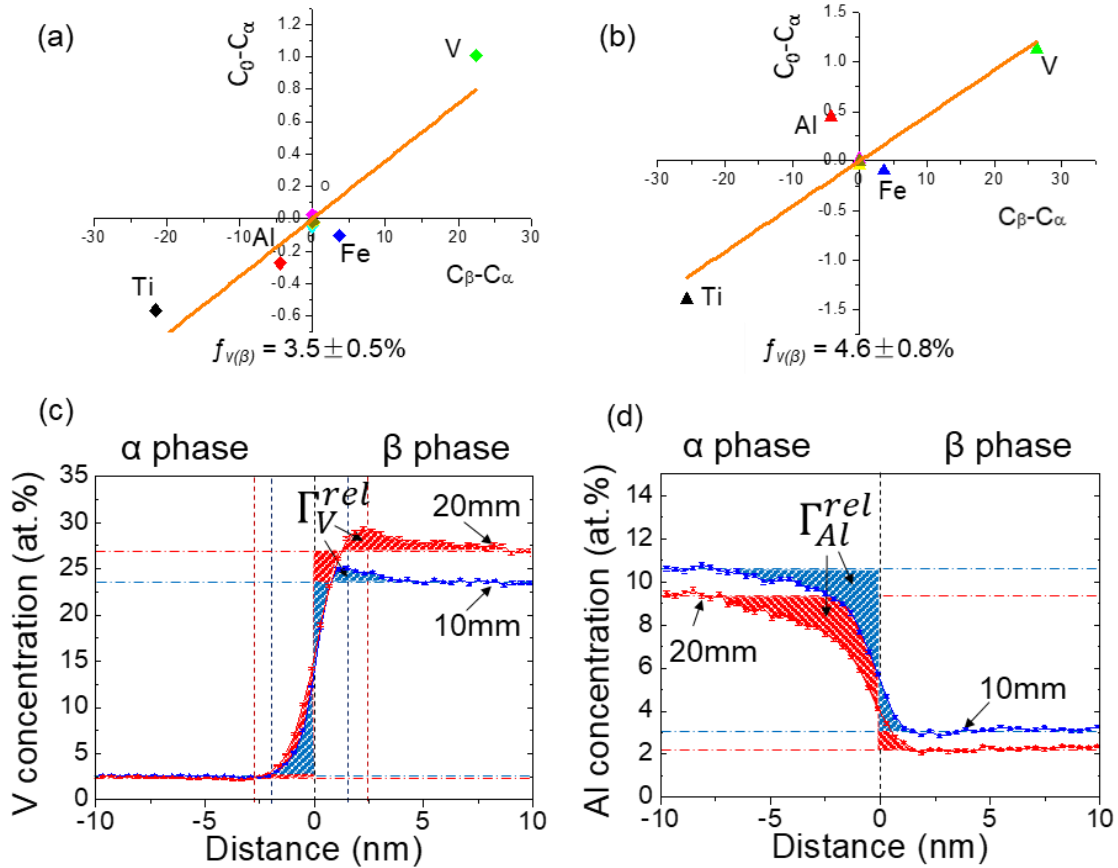 (a)
C₀-Cα
1.2
1.0
0.8
0.6
0.4
0.2
0.0
-0.2
-0.4
-0.6
-30
-20
-10
0
10
20
30
V
o
Al
Fe
Ti
Cβ-Cα
fᵥ₍β₎ = 3.5±0.5%
(b)
C₀-Cα
1.5
1.0
0.5
0.0
-0.5
-1.0
-1.5
-30
-20
-10
0
10
20
30
V
Al
Fe
Cβ-Cα
Ti
fᵥ₍β₎ = 4.6±0.8%
(c)
α phase
β phase
V concentration (at.%)
35
30
25
20
15
10
5
0
Γ_V^rel
20mm
10mm
-10
-5
0
5
10
Distance (nm)
(d)
α phase
β phase
Al concentration (at.%)
14
12
10
8
6
4
2
0
Γ_Al^rel
20mm
10mm
-10
-5
0
5
10
Distance (nm)